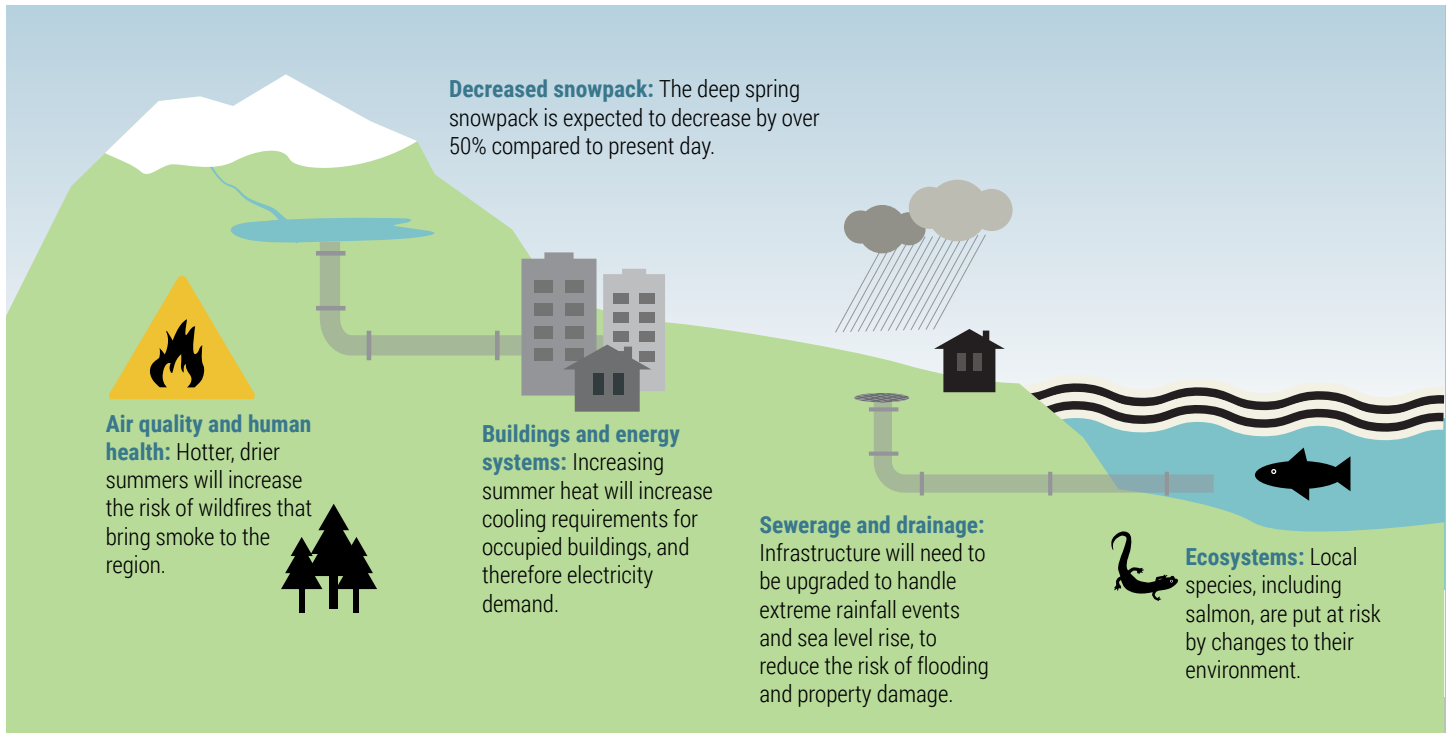 Decreased snowpack: The deep spring
snowpack is expected to decrease by over
50% compared to present day.
Air quality and human
health: Hotter, drier
summers will increase
the risk of wildfires that
bring smoke to the
region.
Buildings and energy
systems: Increasing
summer heat will increase
cooling requirements for
occupied buildings, and
therefore electricity
demand.
Sewerage and drainage:
Infrastructure will need to
be upgraded to handle
extreme rainfall events
and sea level rise, to
reduce the risk of flooding
and property damage.
Ecosystems: Local
species, including
salmon, are put at risk
by changes to their
environment.